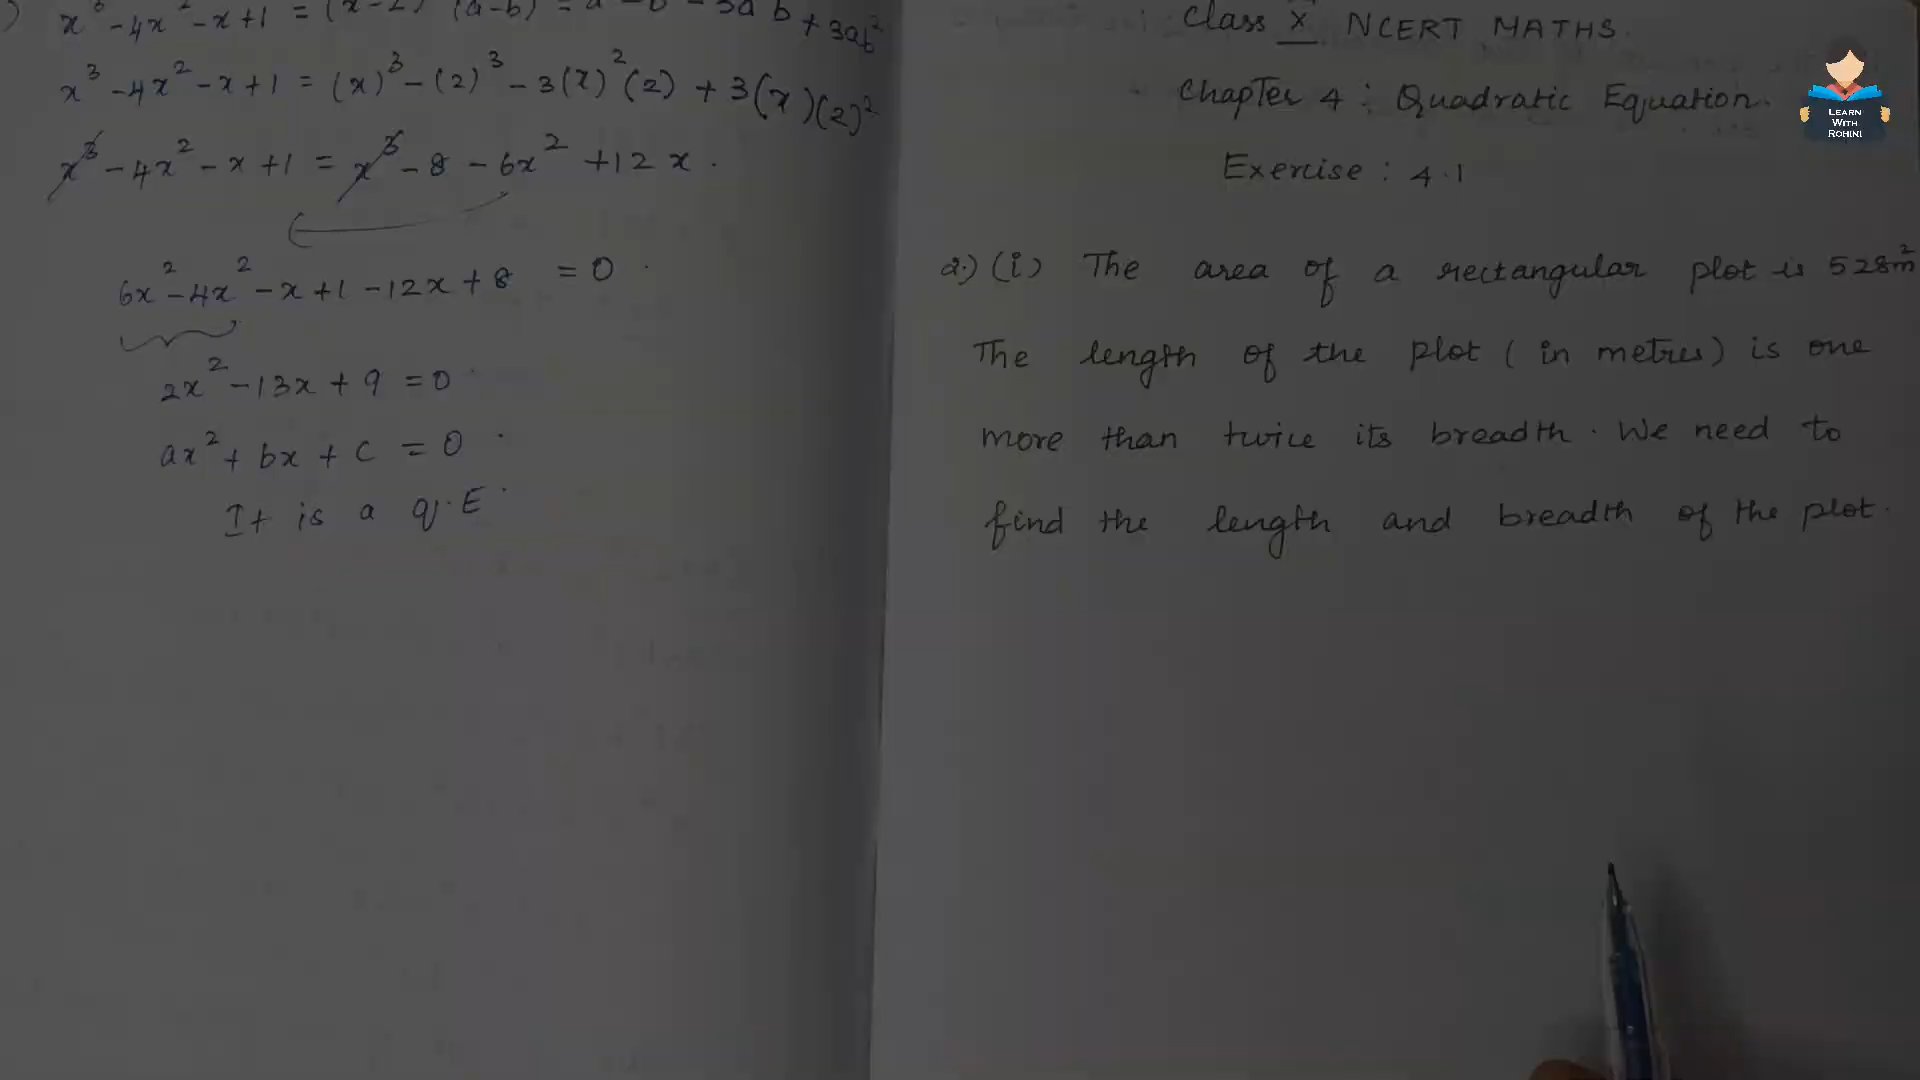 x³ -4x² -x +1 = (x-2)³ (a-b)³ = a³ - b³ - 3a²b + 3ab²
x³ -4x² -x +1 = (x)³ - (2)³ - 3(x)²(2) + 3(x)(2)²
x³ -4x² -x +1 = x³ -8 -6x² +12x.
6x² -4x² -x +1 -12x +8 = 0.
2x² -13x + 9 = 0.
ax² + bx + c = 0.
It is a q.E.
Class X NCERT MATHS.
Chapter 4 : Quadratic Equation.
Exercise : 4.1
2.) (i) The area of a rectangular plot is 528m²
The length of the plot (in metres) is one
more than twice its breadth. We need to
find the length and breadth of the plot.
LEARN
WITH
ROHINI